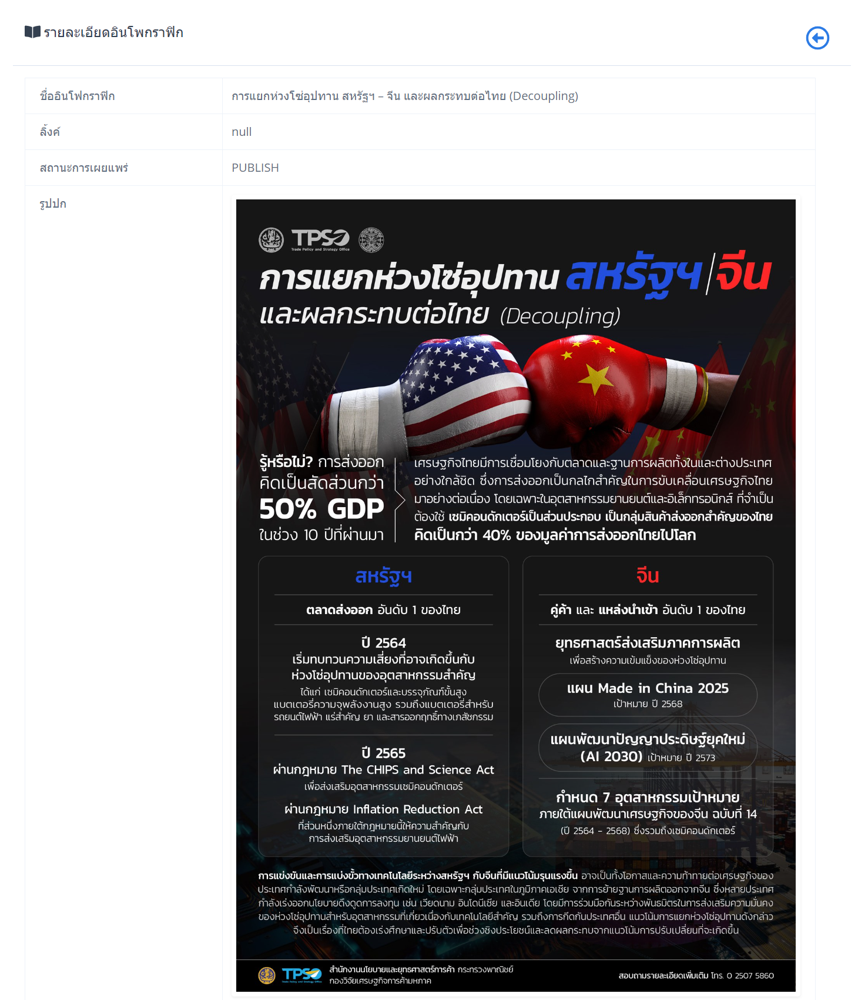 รายละเอียดอินโพกราฟิก
ชื่ออินโฟกราฟิก
การแยกห่วงโซ่อุปทาน สหรัฐฯ – จีน และผลกระทบต่อไทย (Decoupling)
ลิ้งค์
null
สถานะการเผยแพร่
PUBLISH
รูปปก
TPSO
Trade Policy and Strategy Office
การแยกห่วงโซ่อุปทาน สหรัฐฯ | จีน
และผลกระทบต่อไทย (Decoupling)
รู้หรือไม่? การส่งออก
คิดเป็นสัดส่วนกว่า
50% GDP
ในช่วง 10 ปีที่ผ่านมา
เศรษฐกิจไทยมีการเชื่อมโยงกับตลาดและฐานการผลิตทั้งในและต่างประเทศ
อย่างใกล้ชิด ซึ่งการส่งออกเป็นกลไกสำคัญในการขับเคลื่อนเศรษฐกิจไทย
มาอย่างต่อเนื่อง โดยเฉพาะในอุตสาหกรรมยานยนต์และอิเล็กทรอนิกส์ ที่จำเป็น
ต้องใช้ เซมิคอนดักเตอร์เป็นส่วนประกอบ เป็นกลุ่มสินค้าส่งออกสำคัญของไทย
คิดเป็นกว่า 40% ของมูลค่าการส่งออกไทยไปโลก
สหรัฐฯ
ตลาดส่งออก อันดับ 1 ของไทย
ปี 2564
เริ่มทบทวนความเสี่ยงที่อาจเกิดขึ้นกับ
ห่วงโซ่อุปทานของอุตสาหกรรมสำคัญ
ได้แก่ เซมิคอนดักเตอร์และบรรจุภัณฑ์ขั้นสูง
แบตเตอรี่ความจุพลังงานสูง รวมถึงแบตเตอรี่สำหรับ
รถยนต์ไฟฟ้า แร่สำคัญ ยา และสารออกฤทธิ์ทางเภสัชกรรม
ปี 2565
ผ่านกฎหมาย The CHIPS and Science Act
เพื่อส่งเสริมอุตสาหกรรมเซมิคอนดักเตอร์
ผ่านกฎหมาย Inflation Reduction Act
ที่ส่วนหนึ่งภายใต้กฎหมายนี้ให้ความสำคัญกับ
การส่งเสริมอุตสาหกรรมยานยนต์ไฟฟ้า
จีน
คู่ค้า และ แหล่งนำเข้า อันดับ 1 ของไทย
ยุทธศาสตร์ส่งเสริมภาคการผลิต
เพื่อสร้างความเข้มแข็งของห่วงโซ่อุปทาน
แผน Made in China 2025
เป้าหมาย ปี 2568
แผนพัฒนาปัญญาประดิษฐ์ยุคใหม่
(AI 2030) เป้าหมาย ปี 2573
กำหนด 7 อุตสาหกรรมเป้าหมาย
ภายใต้แผนพัฒนาเศรษฐกิจของจีน ฉบับที่ 14
(ปี 2564 - 2568) ซึ่งรวมถึงเซมิคอนดักเตอร์
การแข่งขันและการแบ่งขั้วทางเทคโนโลยีระหว่างสหรัฐฯ กับจีนที่มีแนวโน้มรุนแรงขึ้น อาจเป็นทั้งโอกาสและความท้าทายต่อเศรษฐกิจของ
ประเทศกำลังพัฒนาหรือกลุ่มประเทศเกิดใหม่ โดยเฉพาะกลุ่มประเทศในภูมิภาคเอเชีย จากการย้ายฐานการผลิตออกจากจีน ซึ่งหลายประเทศ
กำลังเร่งออกนโยบายดึงดูดการลงทุน เช่น เวียดนาม อินโดนีเซีย และอินเดีย โดยมีการร่วมมือกันระหว่างพันธมิตรในการส่งเสริมความมั่นคง
ของห่วงโซ่อุปทานสำหรับอุตสาหกรรมที่เกี่ยวเนื่องกับเทคโนโลยีสำคัญ รวมถึงการกีดกันประเทศอื่น แนวโน้มการแยกห่วงโซ่อุปทานดังกล่าว
จึงเป็นเรื่องที่ไทยต้องเร่งศึกษาและปรับตัวเพื่อช่วงชิงประโยชน์และลดผลกระทบจากแนวโน้มการปรับเปลี่ยนที่จะเกิดขึ้น
TPSO
Trade Policy and Strategy Office
สำนักงานนโยบายและยุทธศาสตร์การค้า กระทรวงพาณิชย์
กองวิจัยเศรษฐกิจการค้ามหภาค
สอบถามรายละเอียดเพิ่มเติม โทร. 0 2507 5860